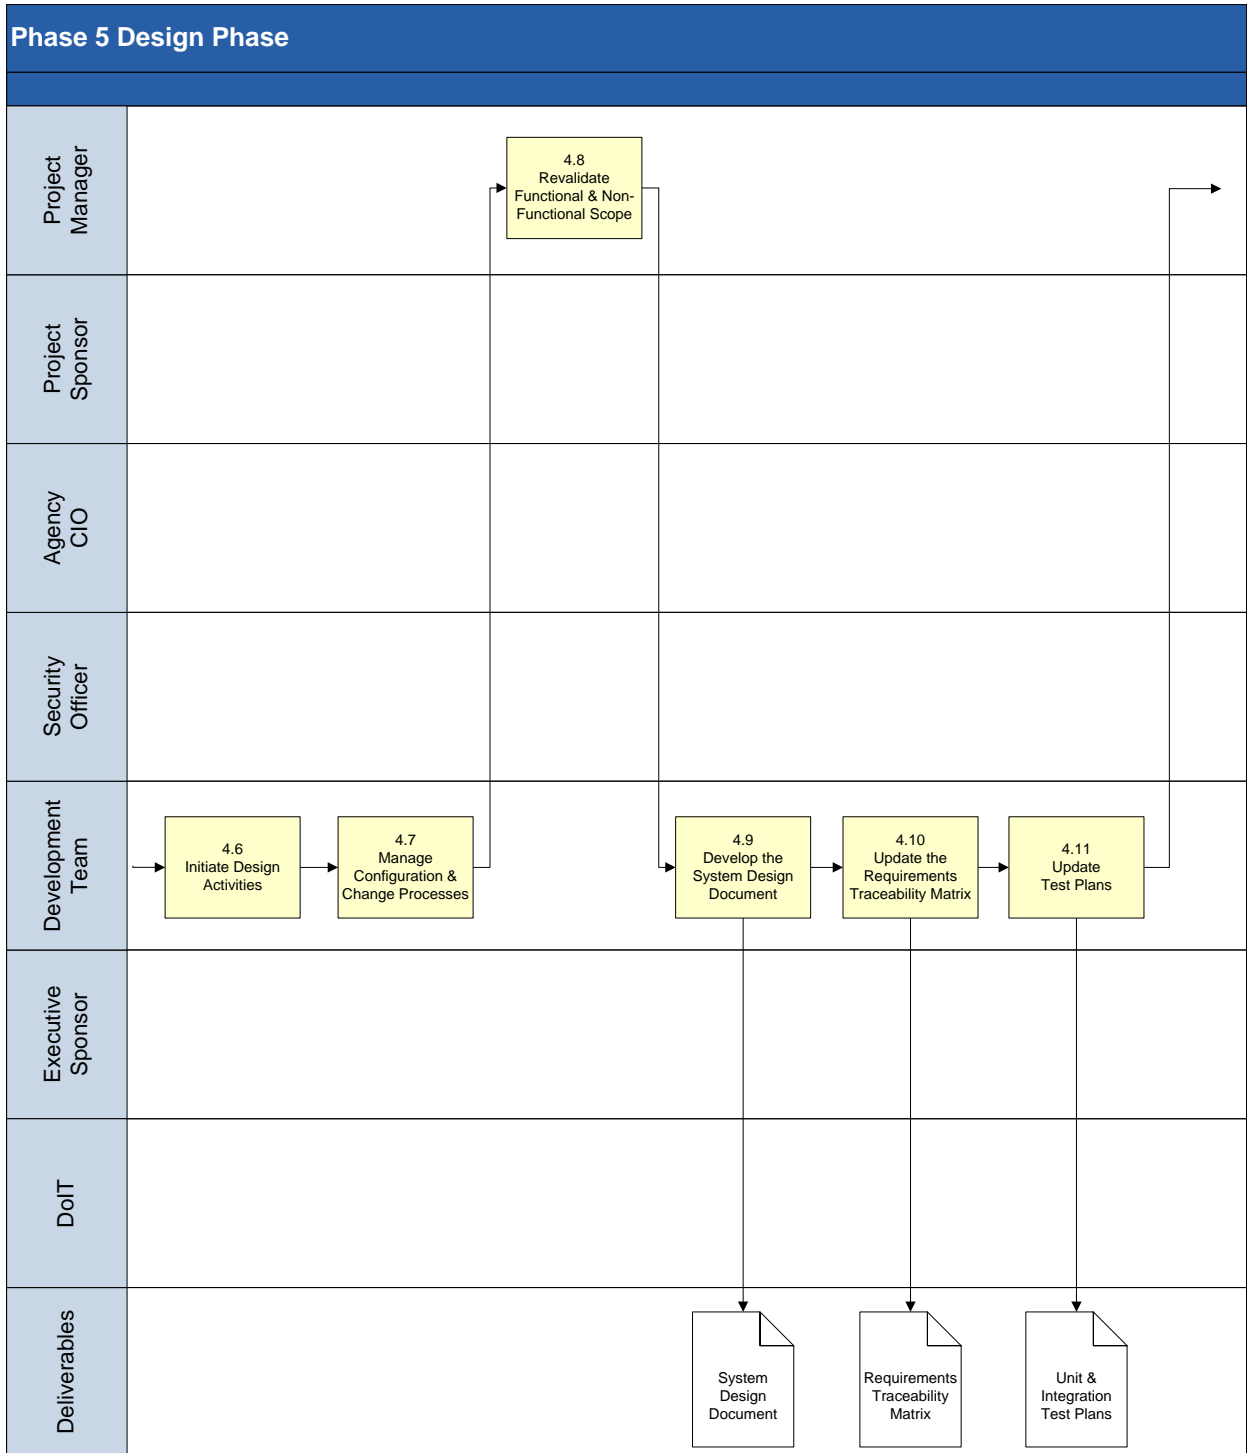 Phase 5 Design Phase
Project
Manager
4.8
Revalidate
Functional & Non-
Functional Scope
Project
Sponsor
Agency
CIO
Security
Officer
Development
Team
4.6
Initiate Design
Activities
4.7
Manage
Configuration &
Change Processes
4.9
Develop the
System Design
Document
4.10
Update the
Requirements
Traceability Matrix
4.11
Update
Test Plans
Executive
Sponsor
DoIT
Deliverables
System
Design
Document
Requirements
Traceability
Matrix
Unit &
Integration
Test Plans